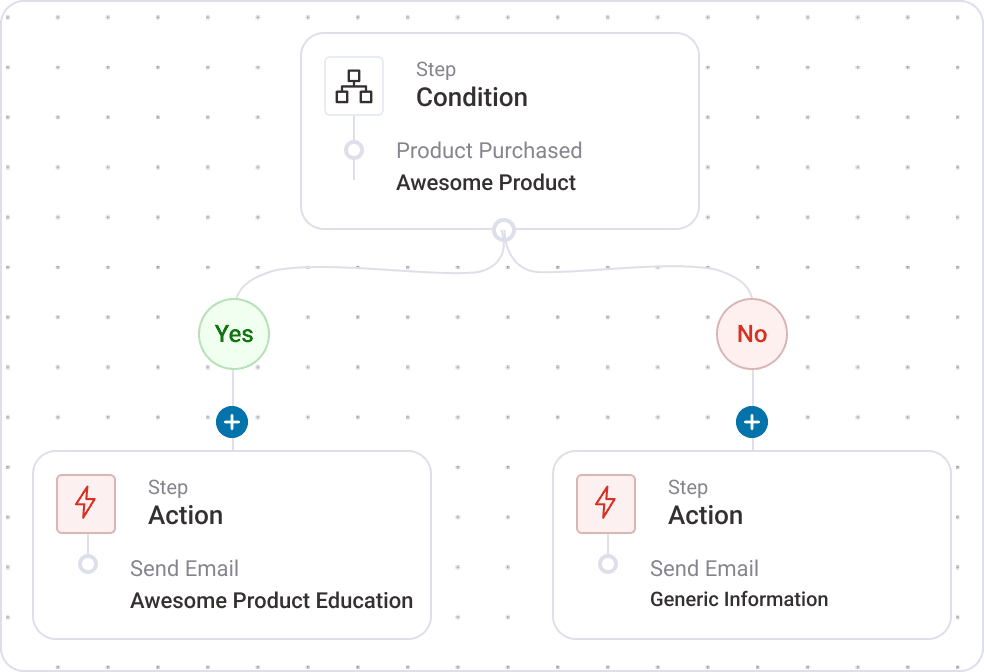 Step
Condition
Product Purchased
Awesome Product
Yes
No
Step
Action
Send Email
Awesome Product Education
Step
Action
Send Email
Generic Information